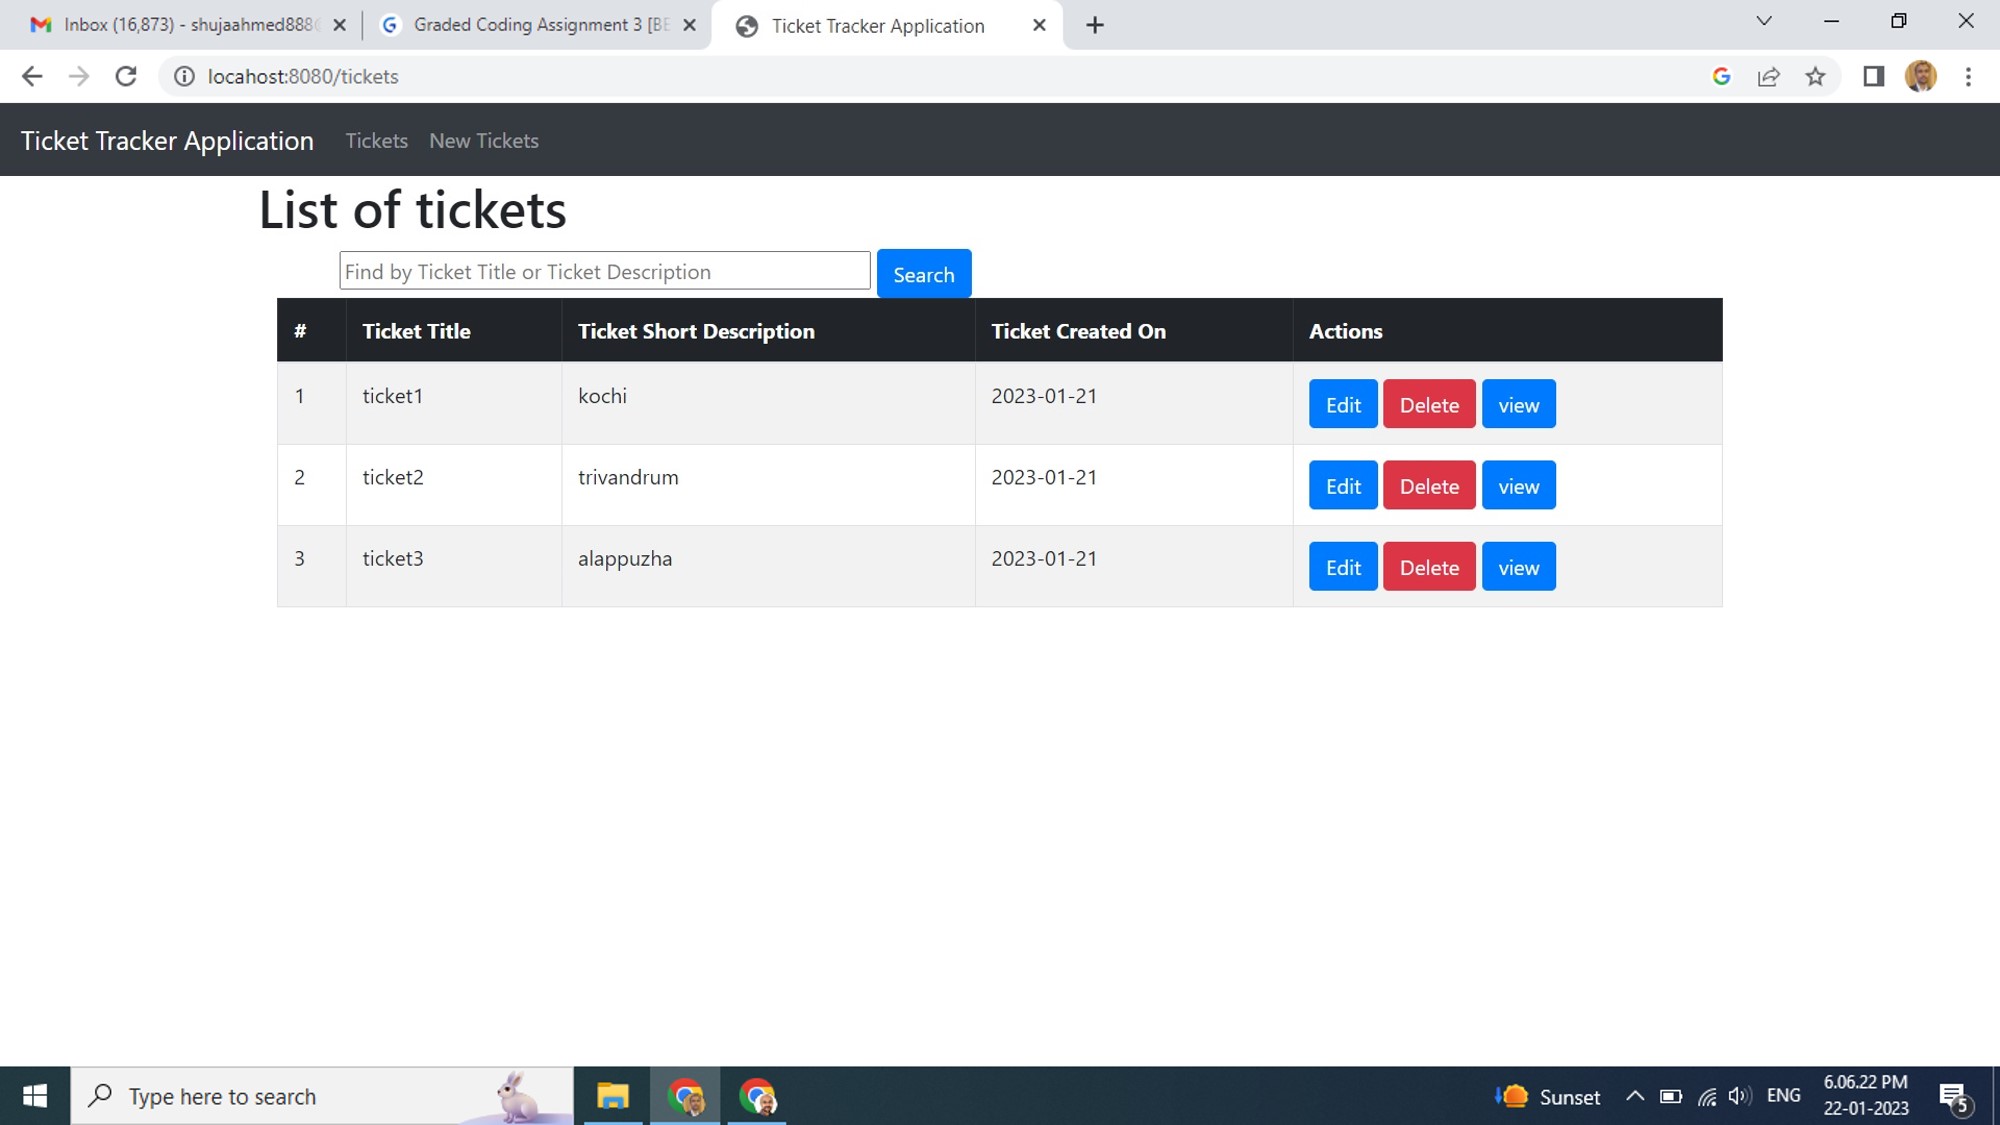 Inbox (16,873) - shujaahmed888
Graded Coding Assignment 3 [BE
Ticket Tracker Application
locahost:8080/tickets
Ticket Tracker Application Tickets New Tickets
List of tickets
Find by Ticket Title or Ticket Description Search
# Ticket Title Ticket Short Description Ticket Created On Actions
1 ticket1 kochi 2023-01-21 Edit Delete view
2 ticket2 trivandrum 2023-01-21 Edit Delete view
3 ticket3 alappuzha 2023-01-21 Edit Delete view
Type here to search
Sunset
ENG
6.06.22 PM
22-01-2023
5